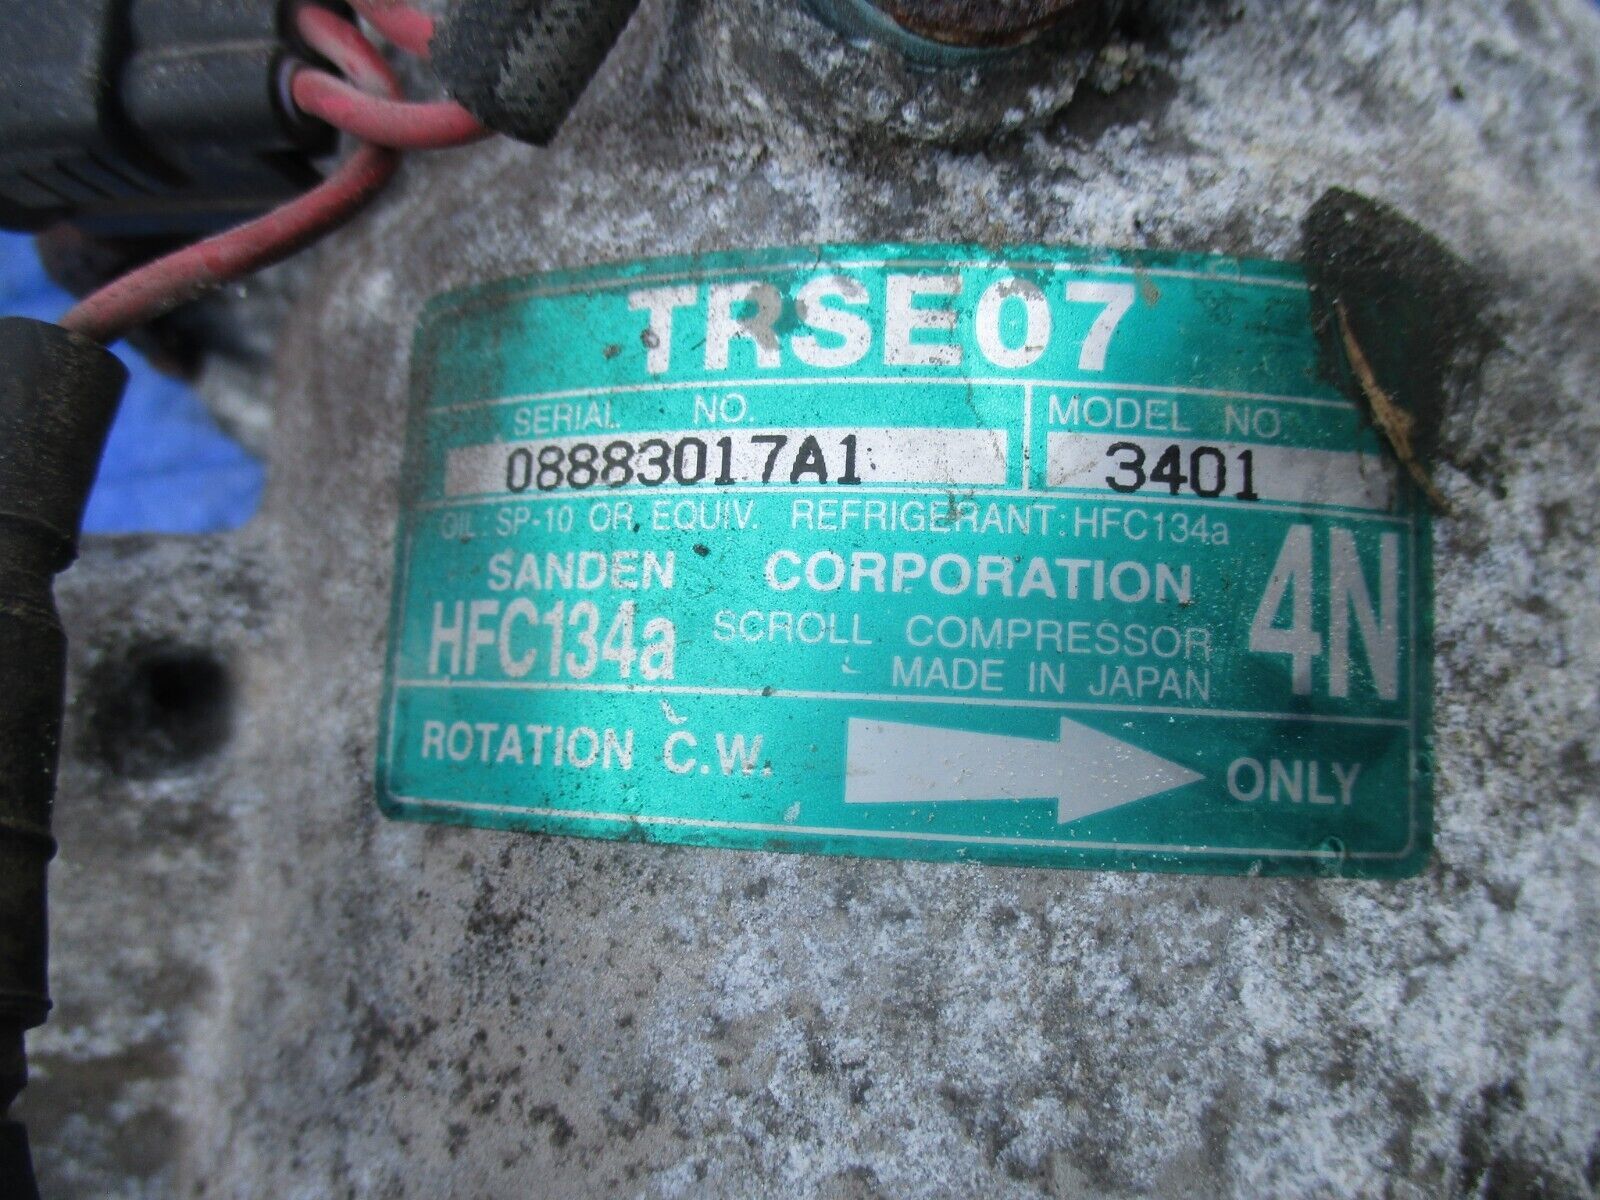 TRSE07
SERIAL NO. MODEL NO.
08883017A1 3401
OIL: SP-10 OR EQUIV. REFRIGERANT: HFC134a
SANDEN CORPORATION
HFC134a SCROLL COMPRESSOR 4N
MADE IN JAPAN
ROTATION C.W. ONLY